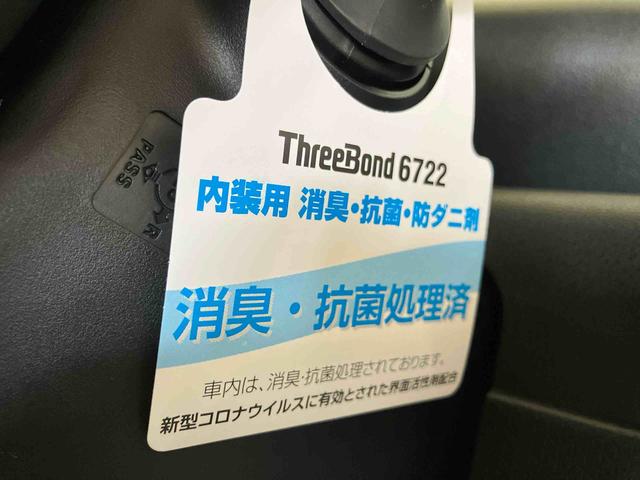 ThreeBond 6722
内装用 消臭・抗菌・防ダニ剤
消臭・抗菌処理済
車内は、消臭・抗菌処理されております。
新型コロナウイルスに有効とされた界面活性剤配合
PASS
R